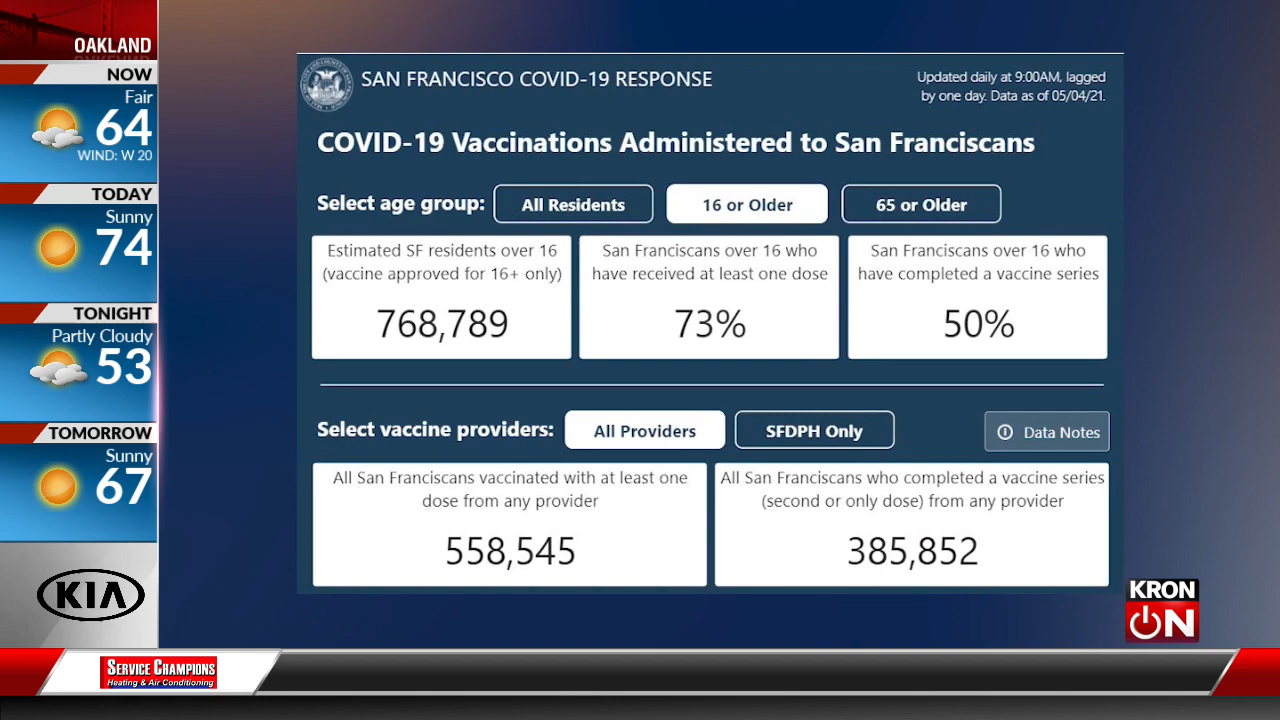 OAKLAND
NOW
Fair
64
WIND: W 20
TODAY
Sunny
74
TONIGHT
Partly Cloudy
53
TOMORROW
Sunny
67
KIA
SAN FRANCISCO COVID-19 RESPONSE
Updated daily at 9:00AM, lagged
by one day. Data as of 05/04/21.
COVID-19 Vaccinations Administered to San Franciscans
Select age group: All Residents 16 or Older 65 or Older
Estimated SF residents over 16
(vaccine approved for 16+ only)
768,789
San Franciscans over 16 who
have received at least one dose
73%
San Franciscans over 16 who
have completed a vaccine series
50%
Select vaccine providers: All Providers SFDPH Only Data Notes
All San Franciscans vaccinated with at least one
dose from any provider
558,545
All San Franciscans who completed a vaccine series
(second or only dose) from any provider
385,852
KRON
ON
SERVICE CHAMPIONS
Heating & Air Conditioning